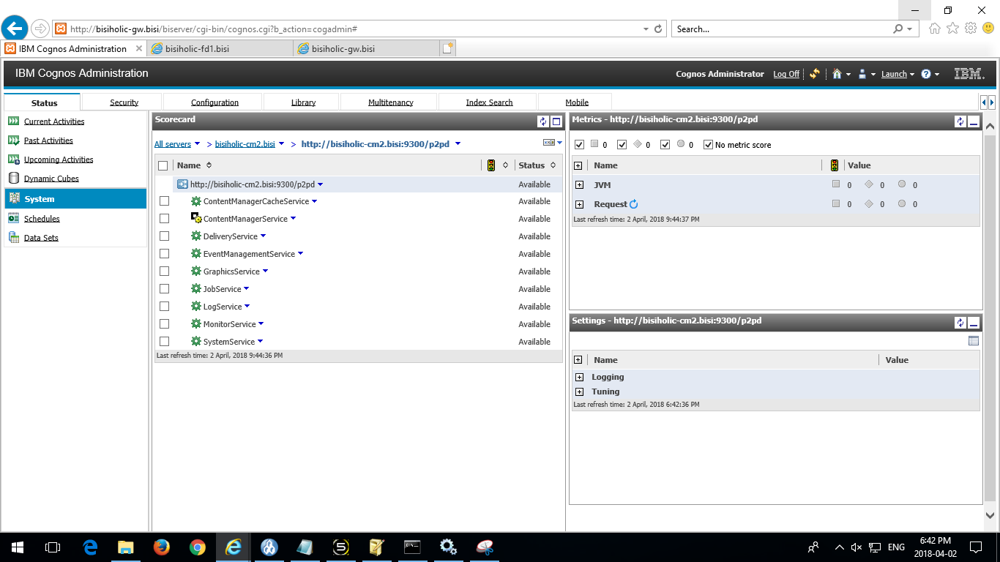 http://bisiholic-gw.bisi/biserver/cgi-bin/cognos.cgi?b_action=cogadmin#
Search...
IBM Cognos Administration
bisiholic-fd1.bisi
bisiholic-gw.bisi
IBM Cognos Administration
Cognos Administrator Log Off Launch IBM.
Status Security Configuration Library Multitenancy Index Search Mobile
Current Activities
Past Activities
Upcoming Activities
Dynamic Cubes
System
Schedules
Data Sets
Scorecard
All servers > bisiholic-cm2.bisi > http://bisiholic-cm2.bisi:9300/p2pd
Name Status
http://bisiholic-cm2.bisi:9300/p2pd Available
ContentManagerCacheService Available
ContentManagerService Available
DeliveryService Available
EventManagementService Available
GraphicsService Available
JobService Available
LogService Available
MonitorService Available
SystemService Available
Last refresh time: 2 April, 2018 9:44:36 PM
Metrics - http://bisiholic-cm2.bisi:9300/p2pd
0 0 0 No metric score
Name Value
JVM 0 0 0
Request 0 0 0
Last refresh time: 2 April, 2018 9:44:37 PM
Settings - http://bisiholic-cm2.bisi:9300/p2pd
Name Value
Logging
Tuning
Last refresh time: 2 April, 2018 6:42:36 PM
ENG
6:42 PM
2018-04-02